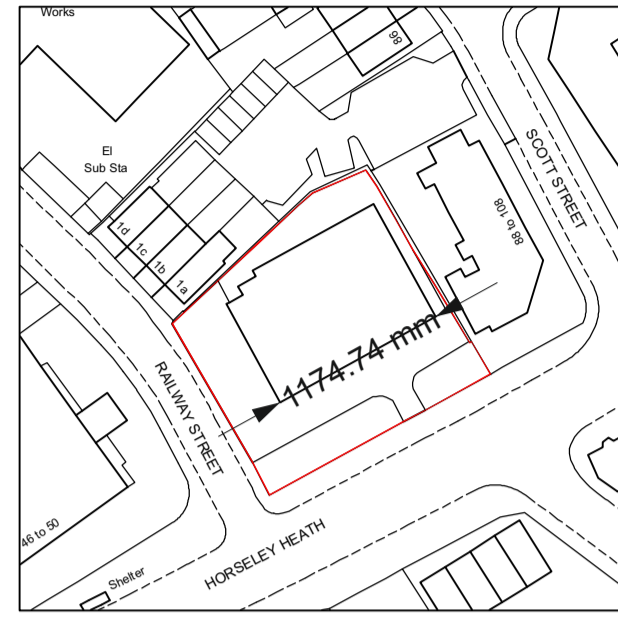 Works
98
El
Sub Sta
SCOTT STREET
88 to 108
1d
1c
1b
1a
1174.74 mm
RAILWAY STREET
46 to 50
HORSELEY HEATH
Shelter